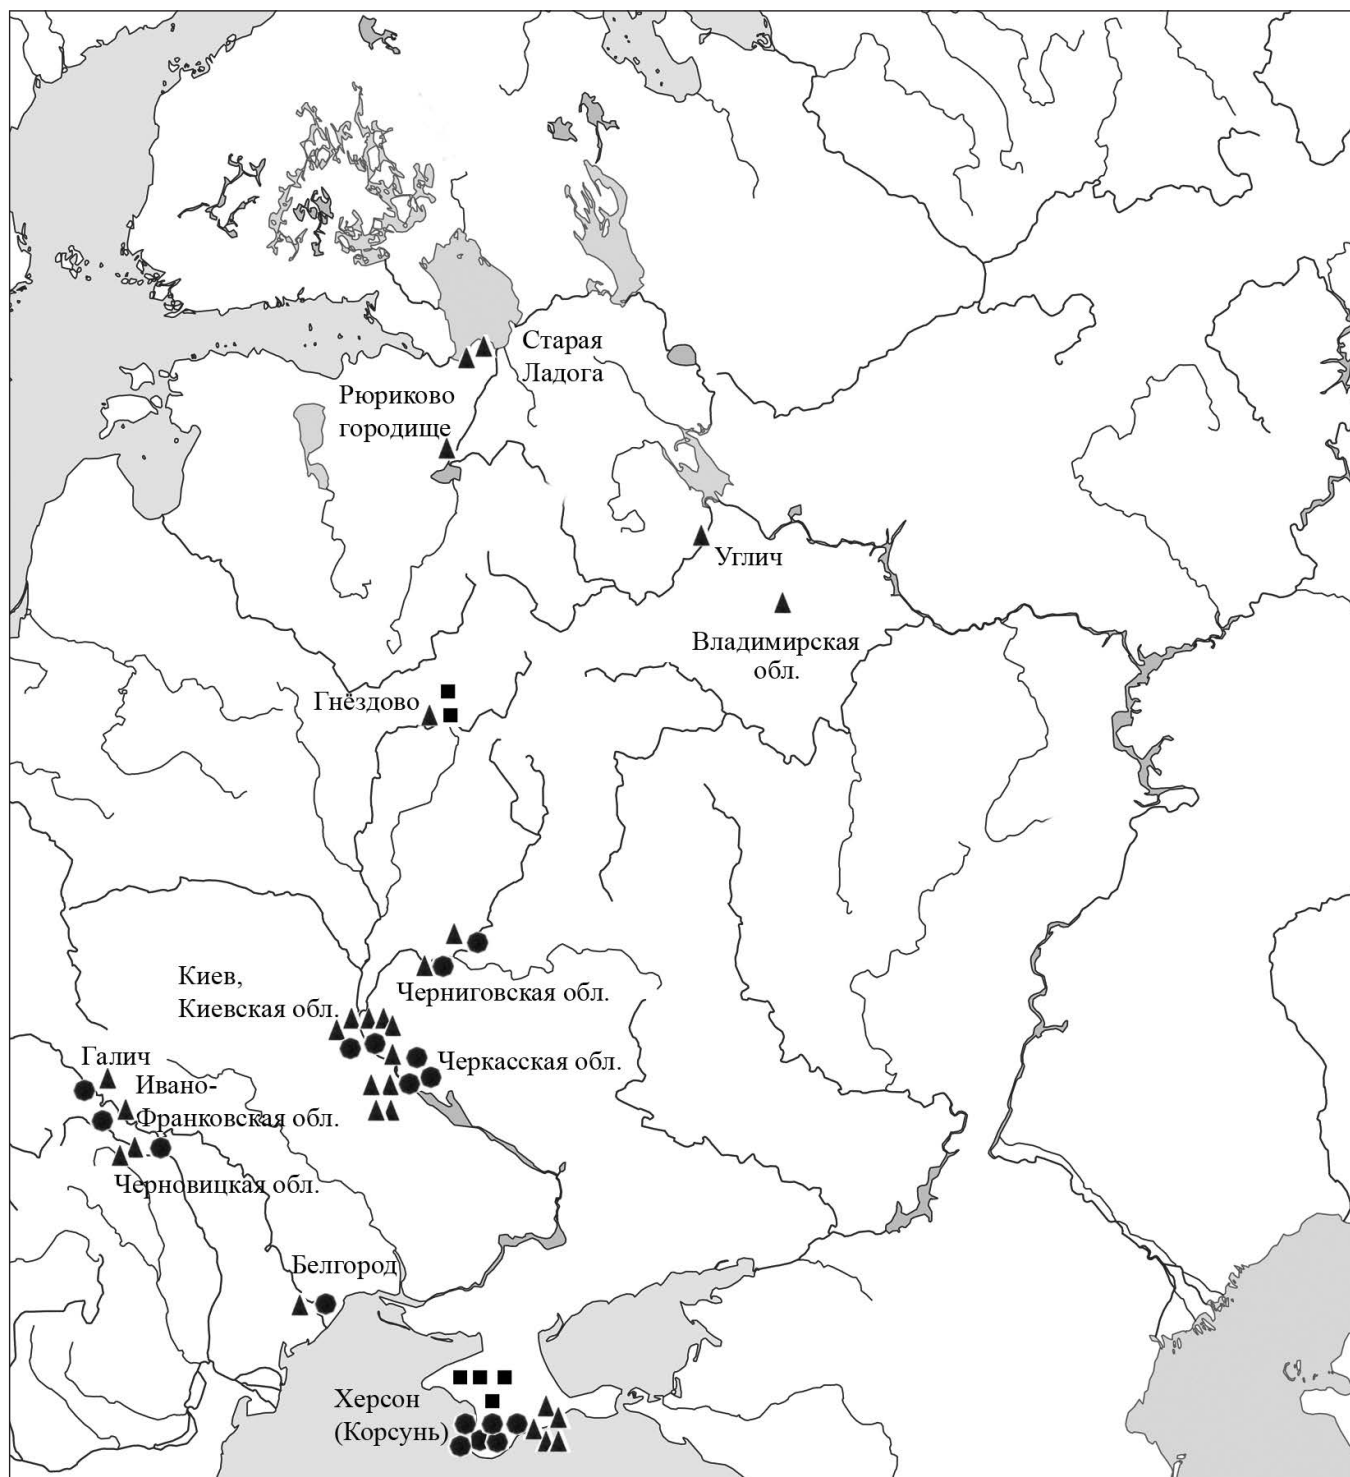 Старая
Ладога
Рюриково
городище
Углич
Владимирская
обл.
Гнёздово
Киев,
Киевская обл.
Черниговская обл.
Черкасская обл.
Галич
Ивано-
Франковская обл.
Черновицкая обл.
Белгород
Херсон
(Корсунь)